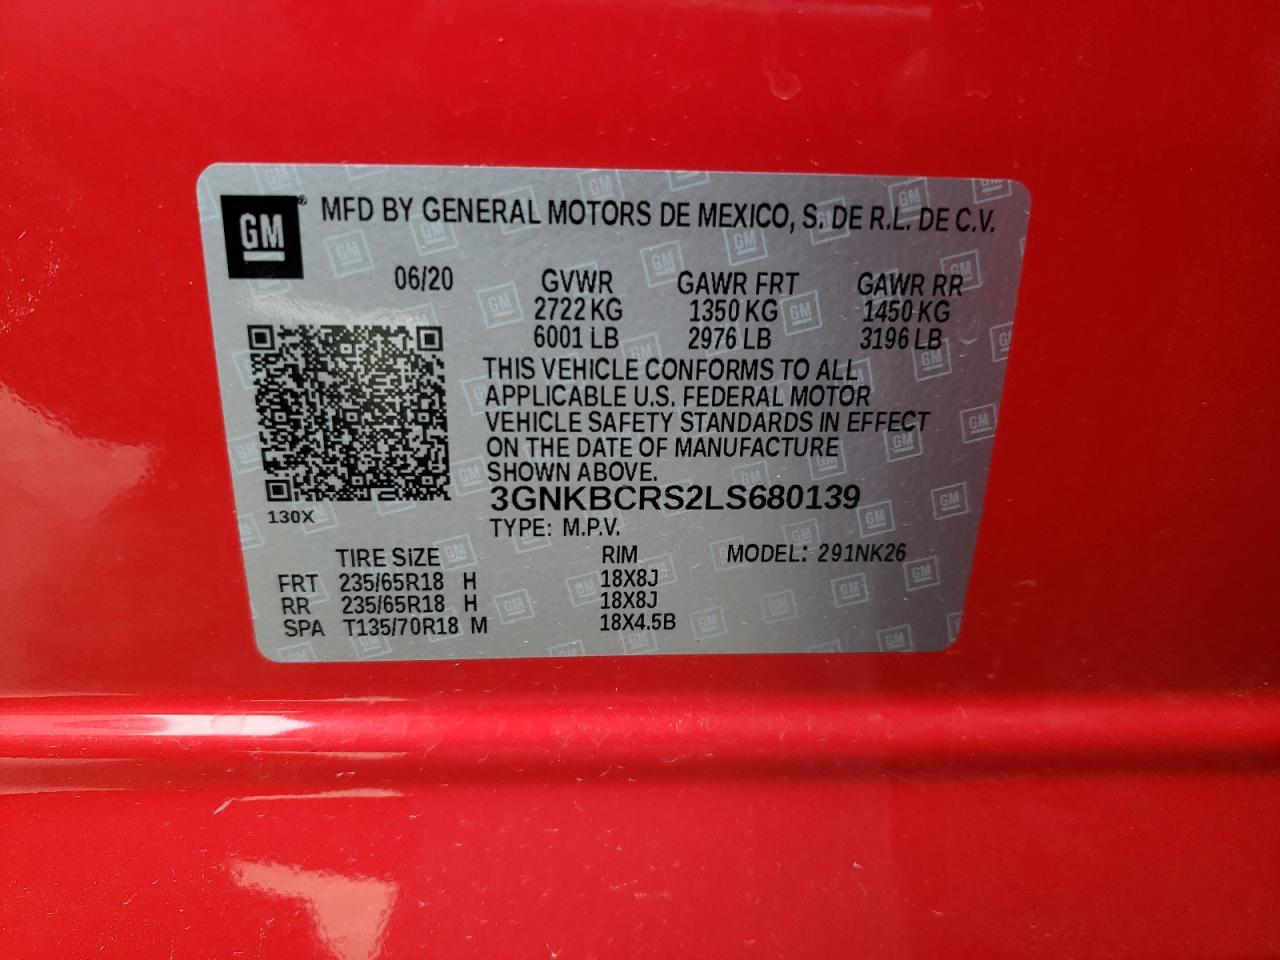 GM® MFD BY GENERAL MOTORS DE MEXICO, S. DE R.L. DE C.V.
06/20 GVWR GAWR FRT GAWR RR
2722 KG 1350 KG 1450 KG
6001 LB 2976 LB 3196 LB
THIS VEHICLE CONFORMS TO ALL
APPLICABLE U.S. FEDERAL MOTOR
VEHICLE SAFETY STANDARDS IN EFFECT
ON THE DATE OF MANUFACTURE
SHOWN ABOVE.
3GNKBCRS2LS680139
130X
TYPE: M.P.V.
TIRE SIZE RIM MODEL: 291NK26
FRT 235/65R18 H 18X8J
RR 235/65R18 H 18X8J
SPA T135/70R18 M 18X4.5B